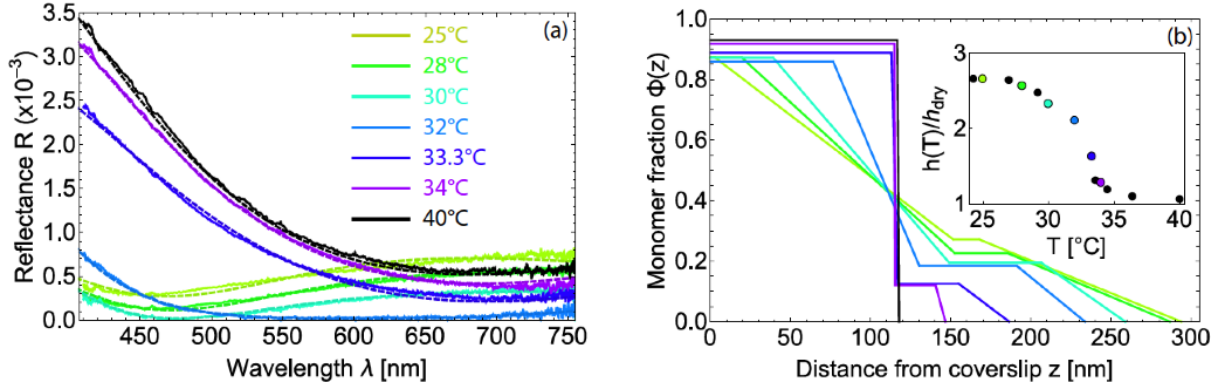 (a)
3.5
3.0
2.5
2.0
1.5
1.0
0.5
0.0
Reflectance R (x10⁻³)
25°C
28°C
30°C
32°C
33.3°C
34°C
40°C
450 500 550 600 650 700 750
Wavelength λ [nm]
(b)
1.0
0.8
0.6
0.4
0.2
0.0
Monomer fraction Φ(z)
0 50 100 150 200 250 300
Distance from coverslip z [nm]
3
2
1
h(T)/h_dry
25 30 35 40
T [°C]